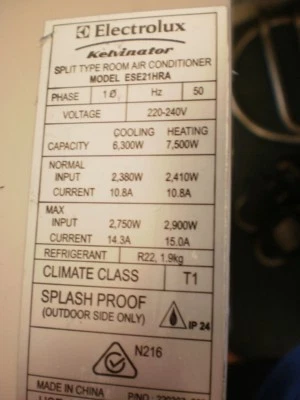 Electrolux
Kelvinator
SPLIT TYPE ROOM AIR CONDITIONER
MODEL ESE21HRA
PHASE 1Ø Hz 50
VOLTAGE 220-240V
COOLING HEATING
CAPACITY 6,300W 7,500W
NORMAL
INPUT 2,380W 2,410W
CURRENT 10.8A 10.8A
MAX
INPUT 2,750W 2,900W
CURRENT 14.3A 15.0A
REFRIGERANT R22, 1.9kg
CLIMATE CLASS T1
SPLASH PROOF
(OUTDOOR SIDE ONLY) IP 24
N216
MADE IN CHINA P/NO: